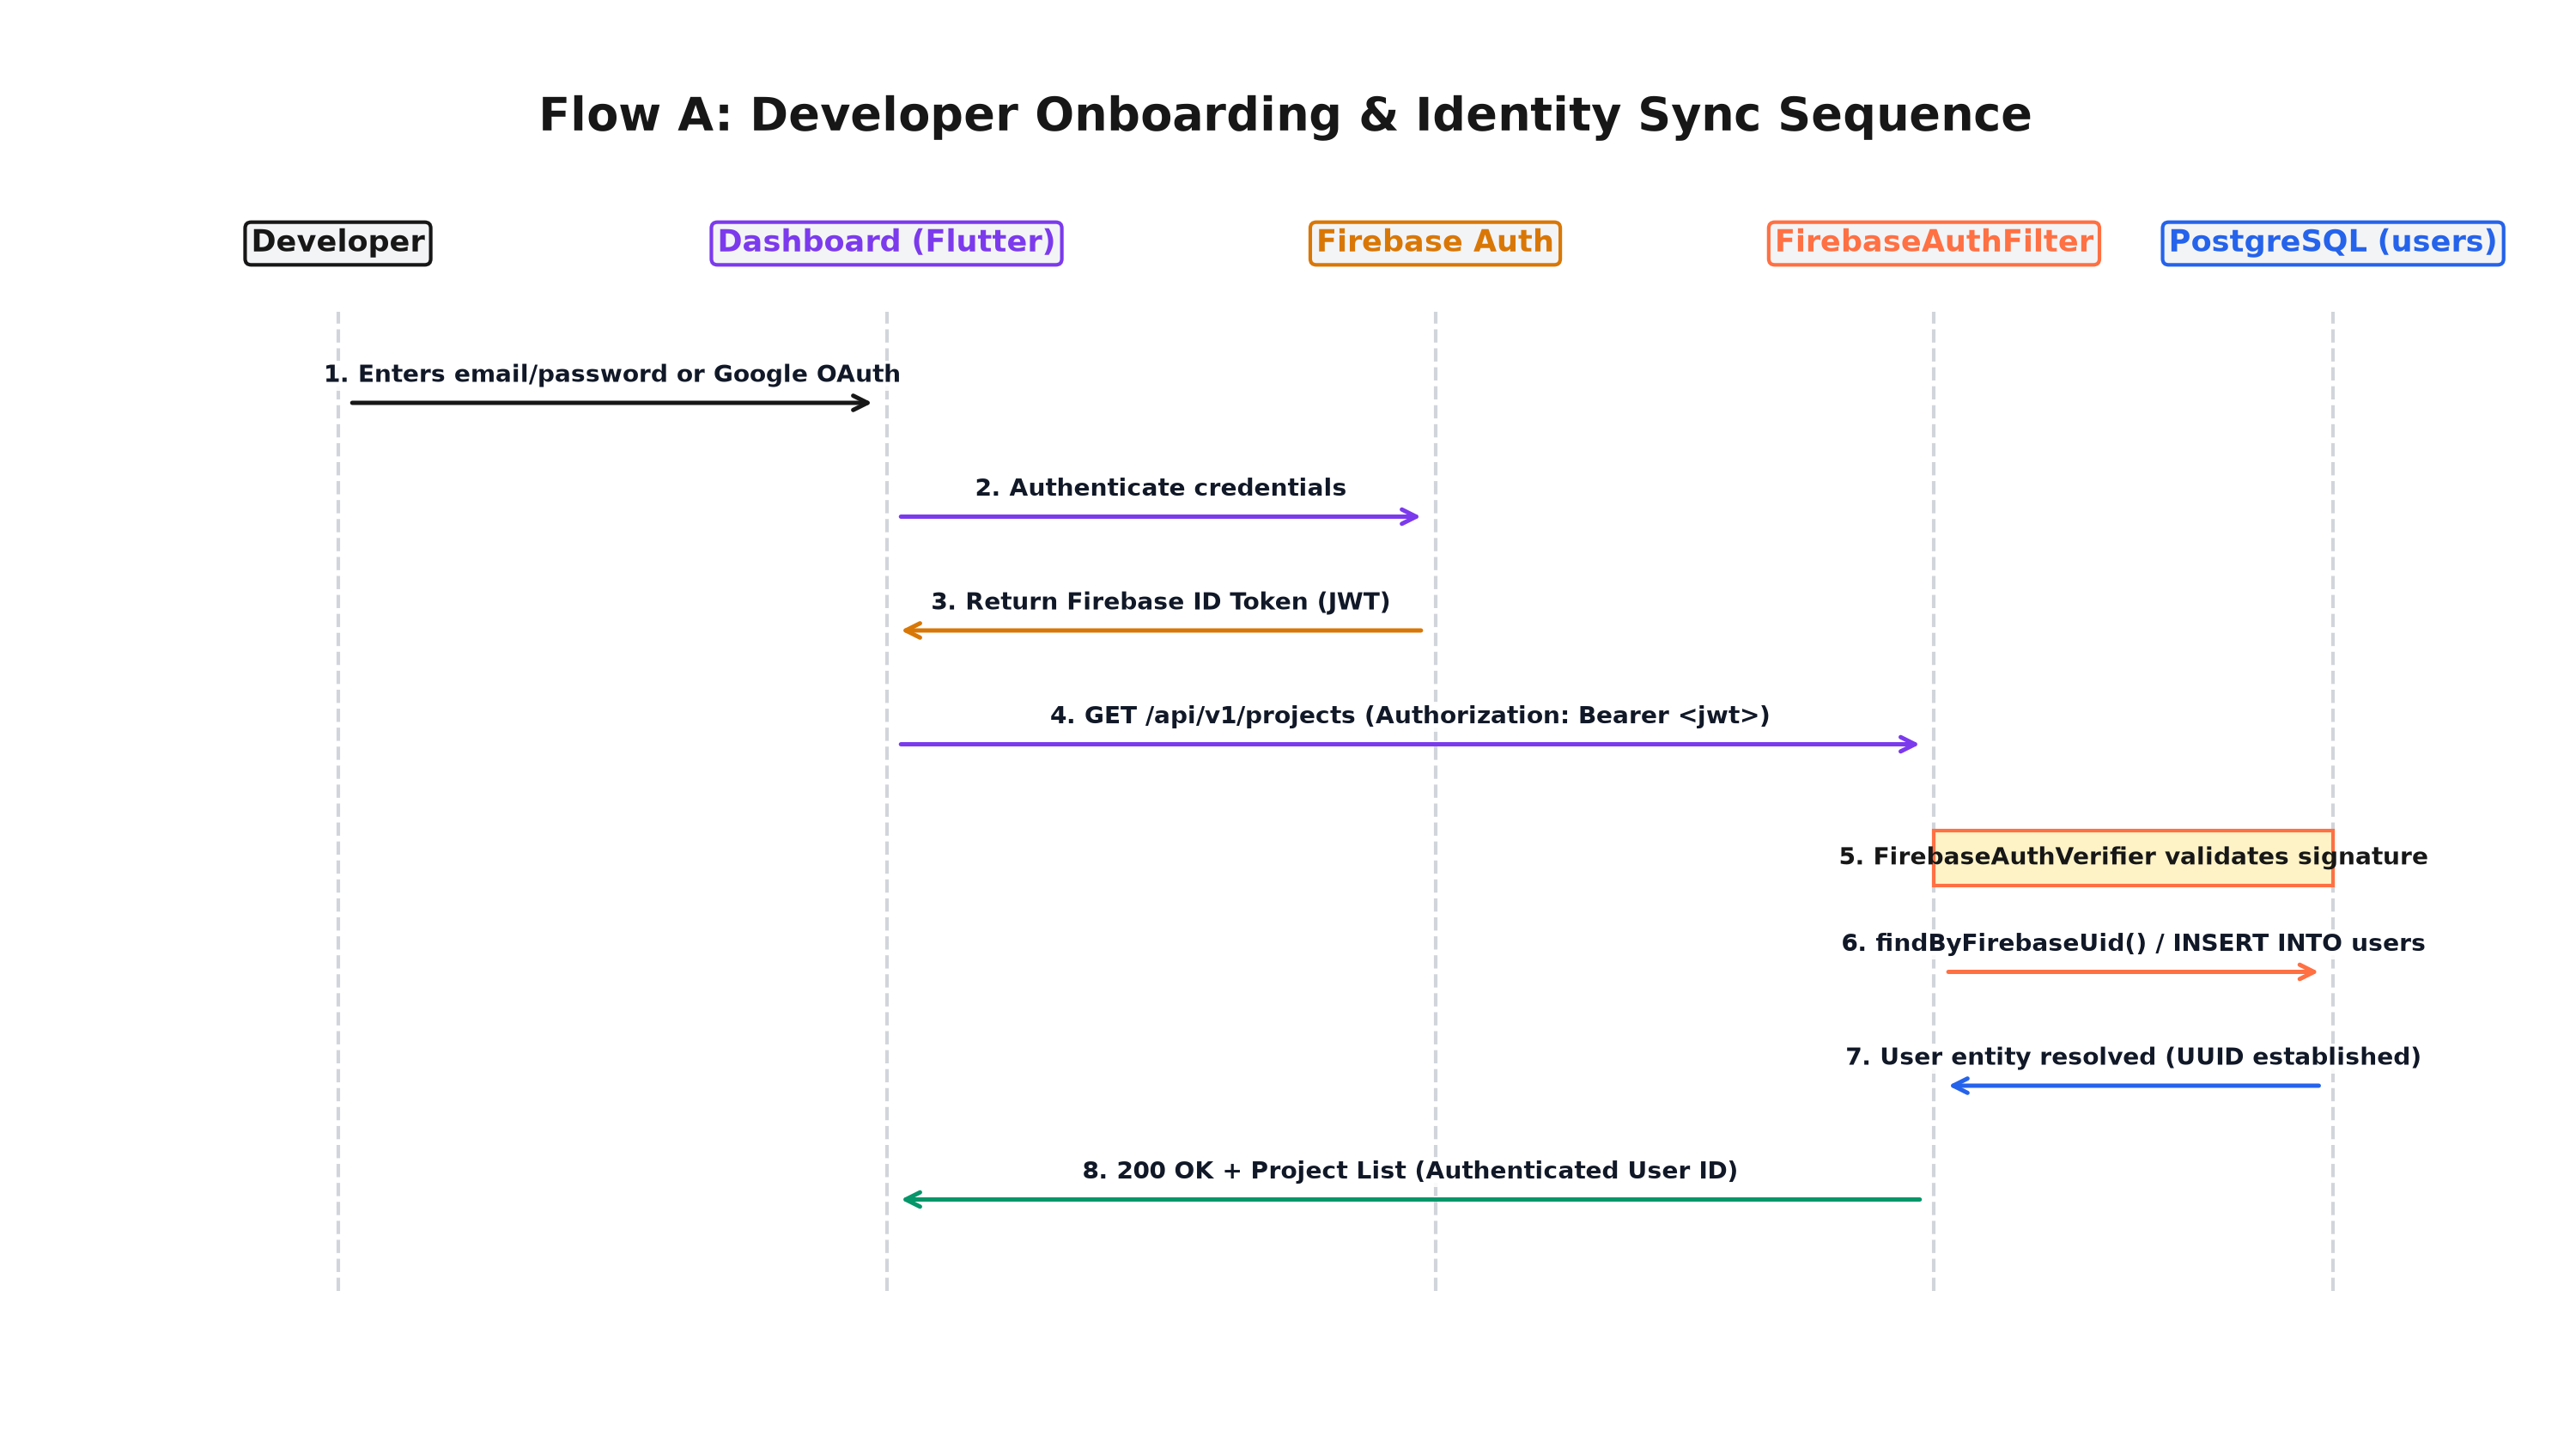 Flow A: Developer Onboarding & Identity Sync Sequence
Developer
Dashboard (Flutter)
Firebase Auth
FirebaseAuthFilter
PostgreSQL (users)
1. Enters email/password or Google OAuth
2. Authenticate credentials
3. Return Firebase ID Token (JWT)
4. GET /api/v1/projects (Authorization: Bearer <jwt>)
5. FirebaseAuthVerifier validates signature
6. findByFirebaseUid() / INSERT INTO users
7. User entity resolved (UUID established)
8. 200 OK + Project List (Authenticated User ID)